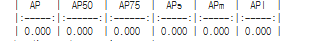 | AP | AP50 | AP75 | APs | APm | APl |
|:-----:|:------:|:------:|:-----:|:-----:|:-----:|
| 0.000 | 0.000 | 0.000 | 0.000 | 0.000 | 0.000 |